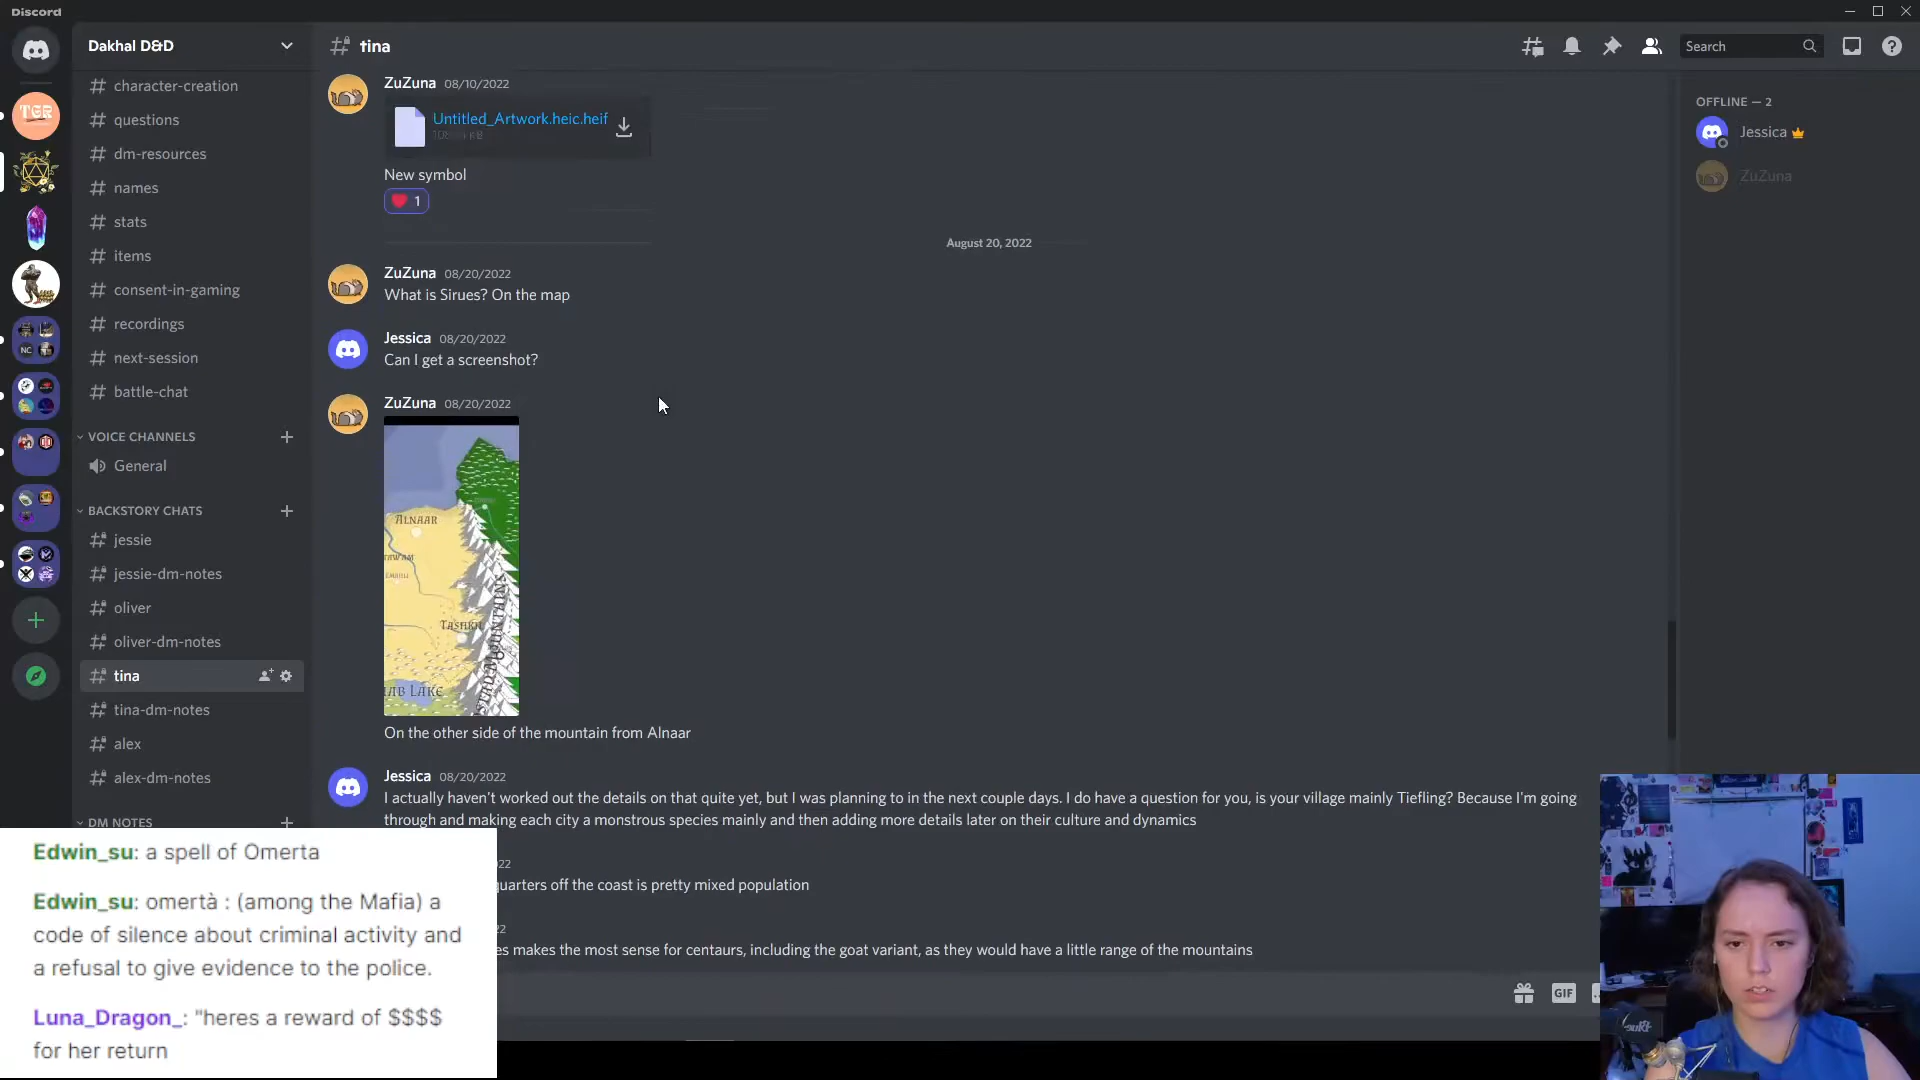 Discord
Dakhal D&D
tina
Search
character-creation
questions
dm-resources
names
stats
items
consent-in-gaming
recordings
next-session
battle-chat
VOICE CHANNELS
General
BACKSTORY CHATS
jessie
jessie-dm-notes
oliver
oliver-dm-notes
tina
tina-dm-notes
alex
alex-dm-notes
DM NOTES
TGR
NC
ZuZuna 08/10/2022
Untitled_Artwork.heic.heif
New symbol
1
August 20, 2022
ZuZuna 08/20/2022
What is Sirues? On the map
Jessica 08/20/2022
Can I get a screenshot?
ZuZuna 08/20/2022
ALNAAR
TAWAM
TASHKIL
AB LAKE
MOUNTAINS
On the other side of the mountain from Alnaar
Jessica 08/20/2022
I actually haven't worked out the details on that quite yet, but I was planning to in the next couple days. I do have a question for you, is your village mainly Tiefling? Because I'm going
through and making each city a monstrous species mainly and then adding more details later on their culture and dynamics
22
quarters off the coast is pretty mixed population
22
es makes the most sense for centaurs, including the goat variant, as they would have a little range of the mountains
GIF
OFFLINE — 2
Jessica
ZuZuna
Edwin_su: a spell of Omerta
Edwin_su: omertà : (among the Mafia) a
code of silence about criminal activity and
a refusal to give evidence to the police.
Luna_Dragon_: "heres a reward of $$$$
for her return